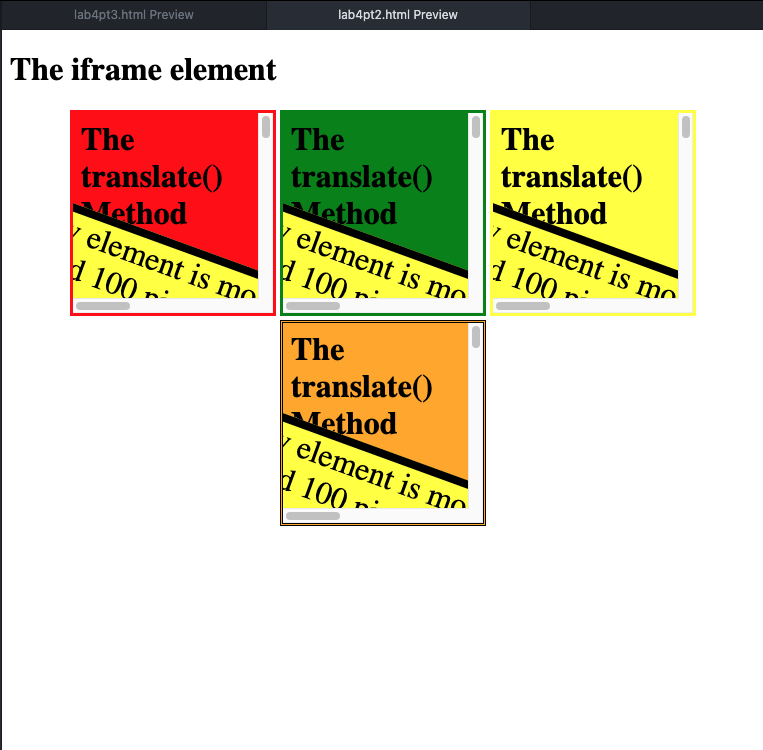 lab4pt3.html Preview
lab4pt2.html Preview
The iframe element
The
translate()
Method
element is mo
d 100
The
translate()
Method
element is mo
d 100
The
translate()
Method
element is mo
d 100
The
translate()
Method
element is mo
d 100